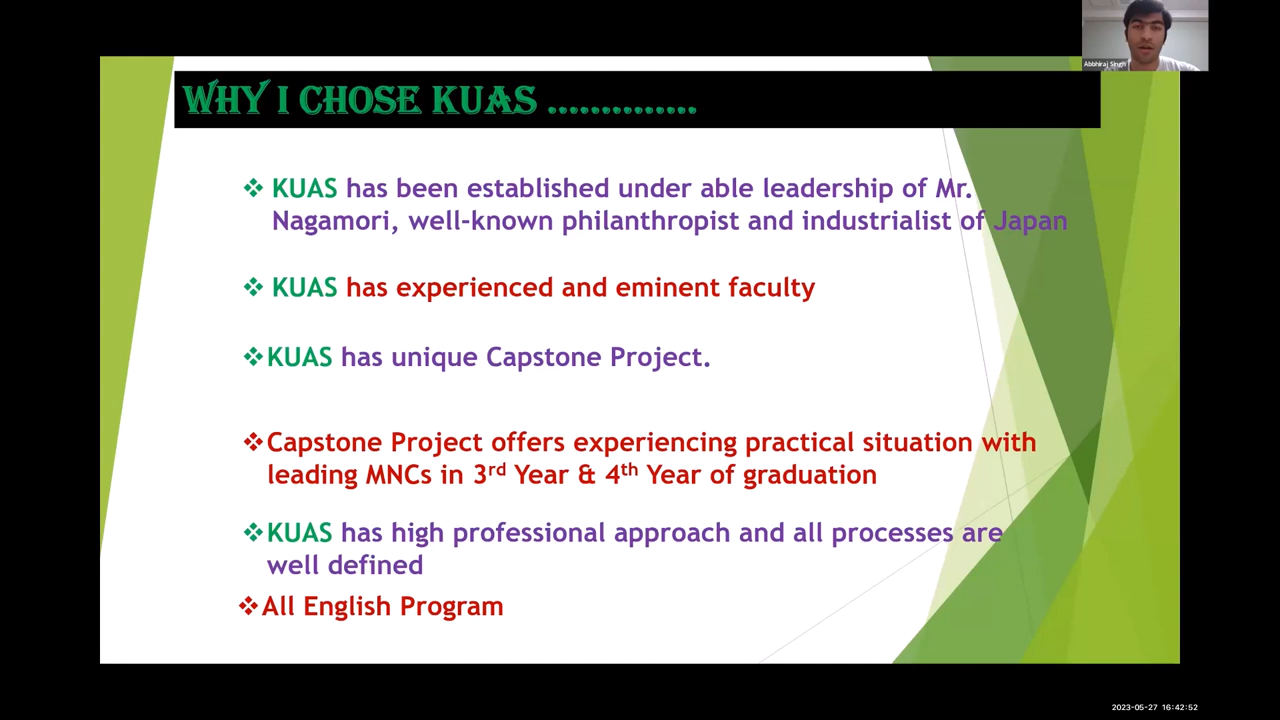 Abbhiraj Singh
WHY I CHOSE KUAS ..............
❖ KUAS has been established under able leadership of Mr.
Nagamori, well-known philanthropist and industrialist of Japan
❖ KUAS has experienced and eminent faculty
❖KUAS has unique Capstone Project.
❖Capstone Project offers experiencing practical situation with
leading MNCs in 3rd Year & 4th Year of graduation
❖KUAS has high professional approach and all processes are
well defined
❖All English Program
2023-05-27 16:42:52